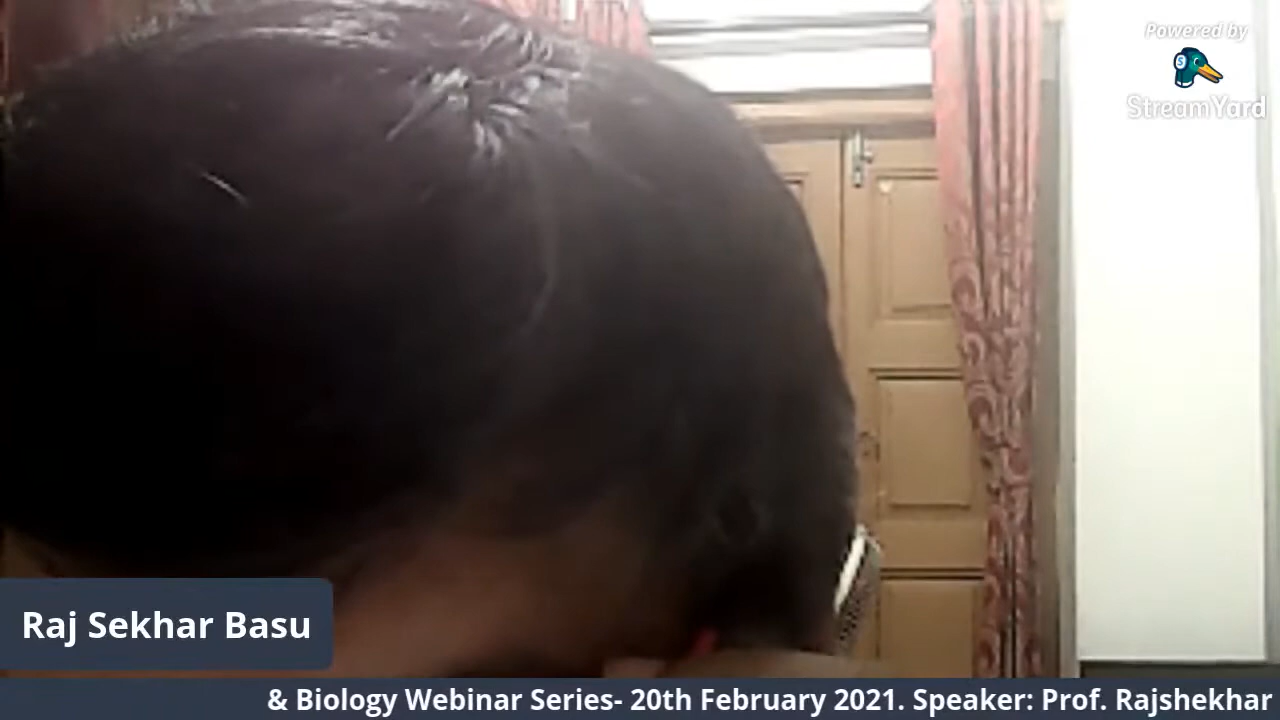 Powered by
StreamYard
Raj Sekhar Basu
& Biology Webinar Series- 20th February 2021. Speaker: Prof. Rajshekhar